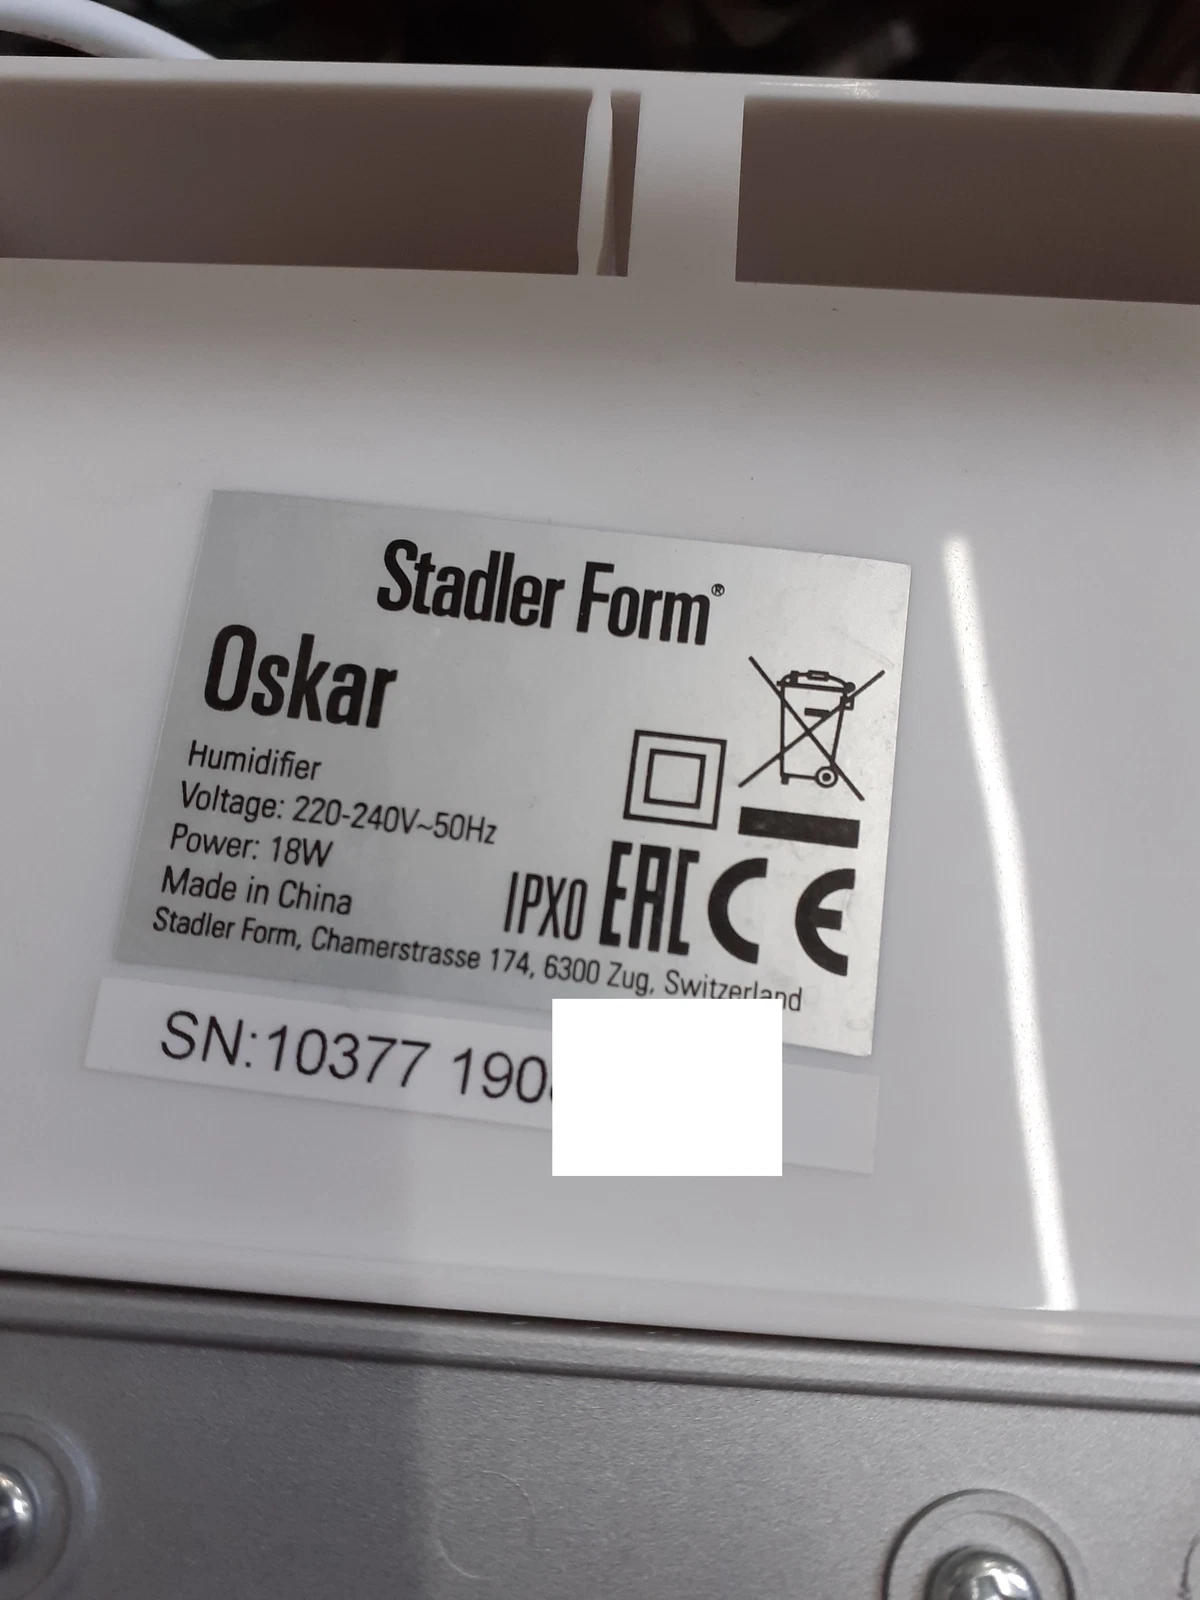 Stadler Form®
Oskar
Humidifier
Voltage: 220-240V~50Hz
Power: 18W
Made in China
IPX0 EAC CE
Stadler Form, Chamerstrasse 174, 6300 Zug, Switzerland
SN:10377 190